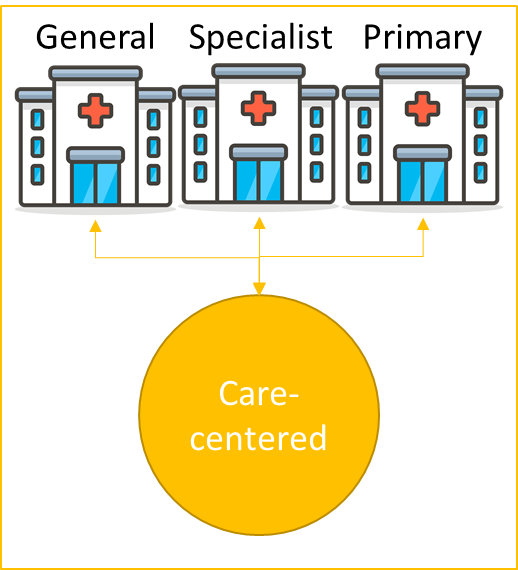 General Specialist Primary
Care-
centered